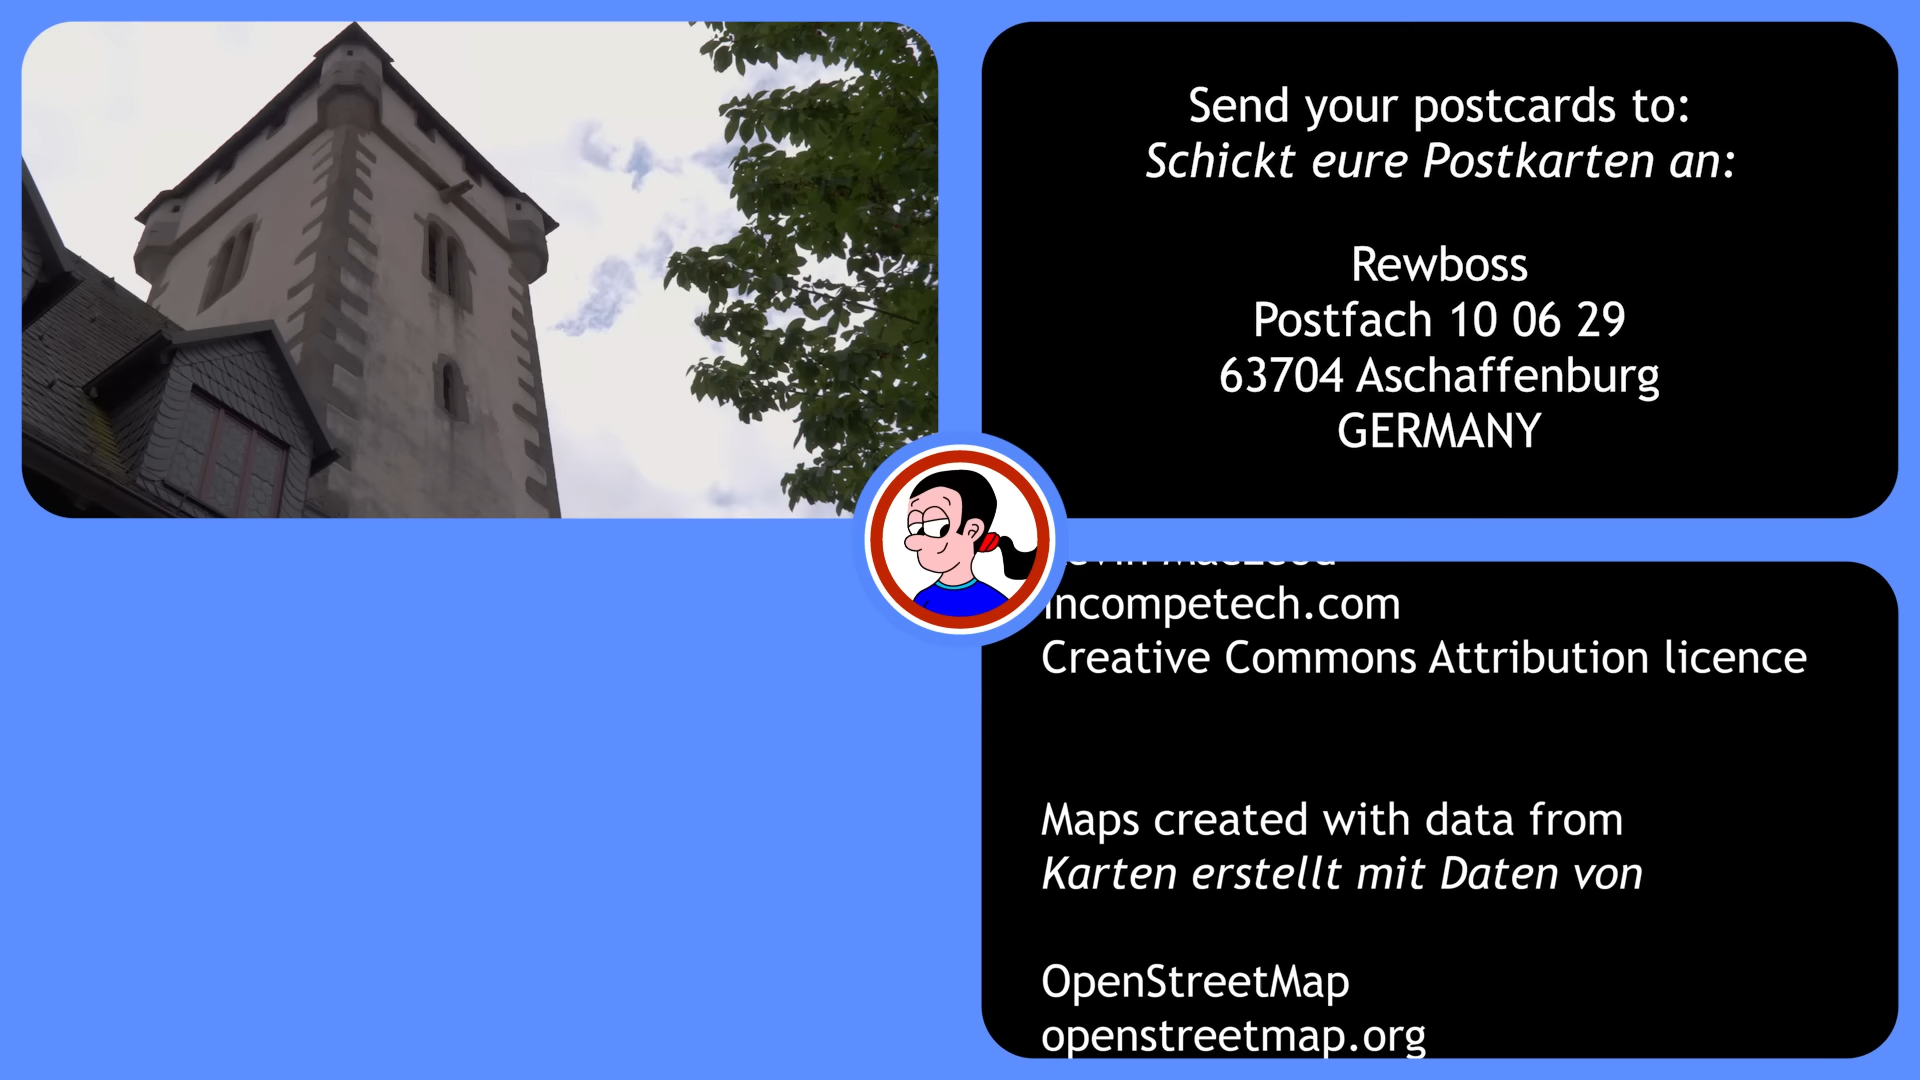 Send your postcards to:
Schickt eure Postkarten an:
Rewboss
Postfach 10 06 29
63704 Aschaffenburg
GERMANY
incompetech.com
Creative Commons Attribution licence
Maps created with data from
Karten erstellt mit Daten von
OpenStreetMap
openstreetmap.org